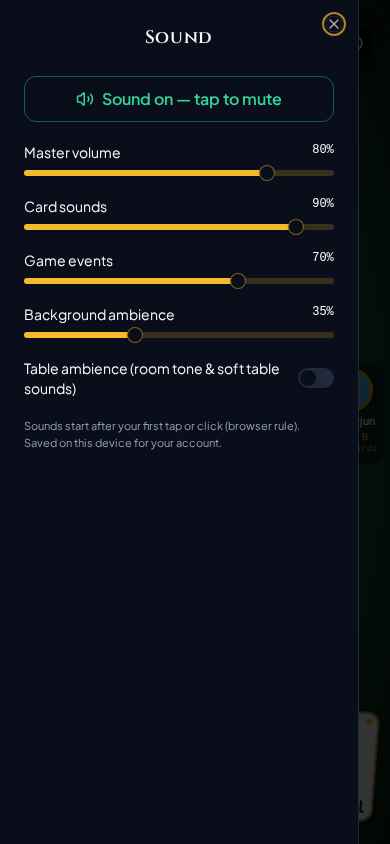 Sound
Sound on — tap to mute
Master volume 80%
Card sounds 90%
Game events 70%
Background ambience 35%
Table ambience (room tone & soft table
sounds)
Sounds start after your first tap or click (browser rule).
Saved on this device for your account.
jun